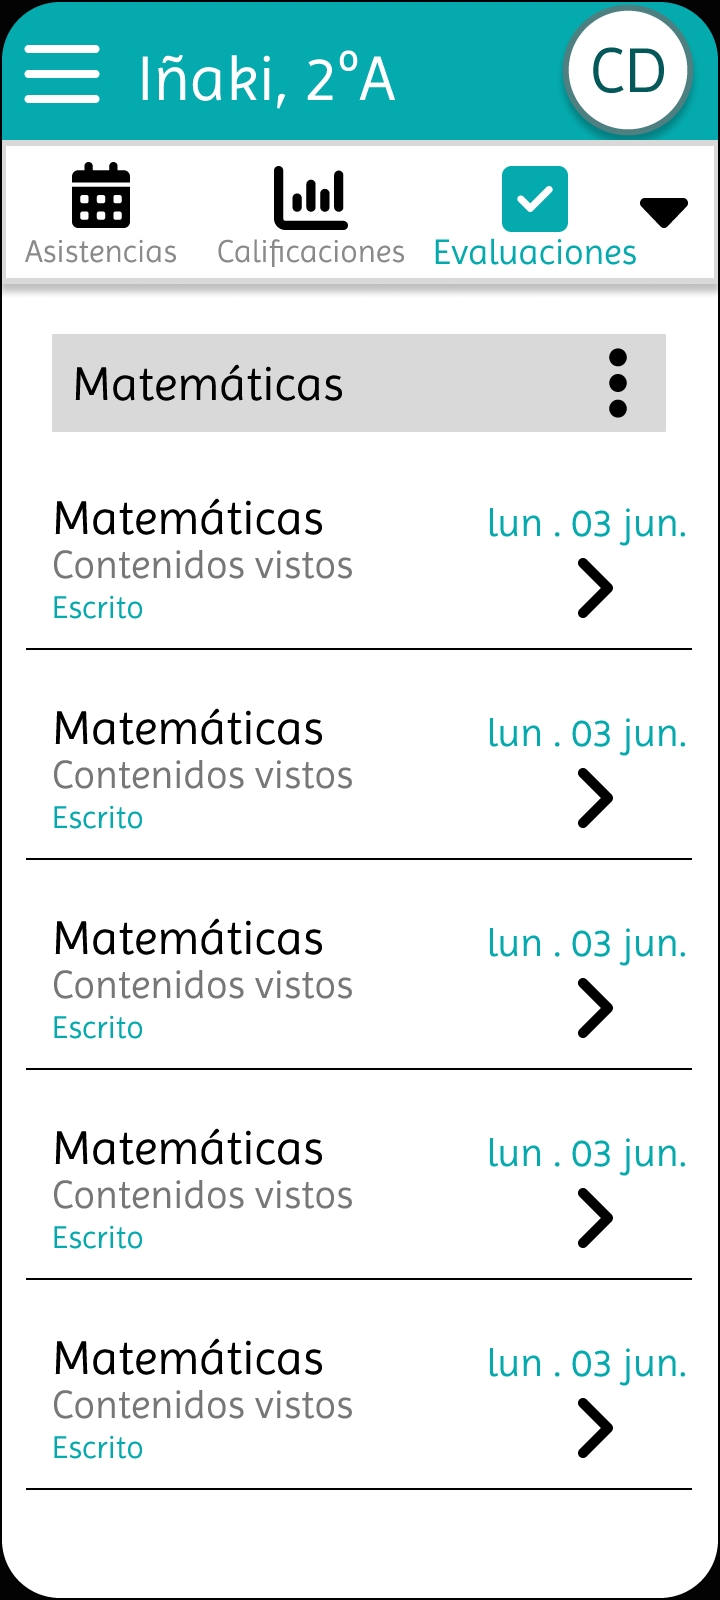 Iñaki, 2ºA
CD
Asistencias
Calificaciones
Evaluaciones
Matemáticas
Matemáticas
lun . 03 jun.
Contenidos vistos
Escrito
Matemáticas
lun . 03 jun.
Contenidos vistos
Escrito
Matemáticas
lun . 03 jun.
Contenidos vistos
Escrito
Matemáticas
lun . 03 jun.
Contenidos vistos
Escrito
Matemáticas
lun . 03 jun.
Contenidos vistos
Escrito